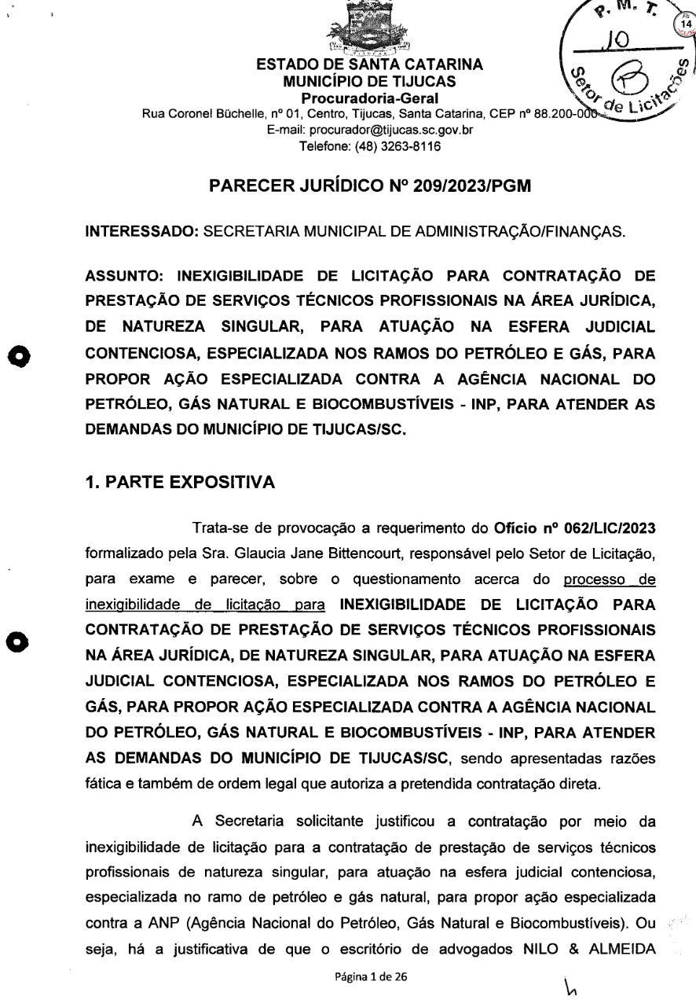 P. M. T.
Fls
14
10
Setor de Licitações
TIJUCAS
ESTADO DE SANTA CATARINA
MUNICÍPIO DE TIJUCAS
Procuradoria-Geral
Rua Coronel Büchelle, nº 01, Centro, Tijucas, Santa Catarina, CEP nº 88.200-000
E-mail: procurador@tijucas.sc.gov.br
Telefone: (48) 3263-8116
PARECER JURÍDICO Nº 209/2023/PGM
INTERESSADO: SECRETARIA MUNICIPAL DE ADMINISTRAÇÃO/FINANÇAS.
ASSUNTO: INEXIGIBILIDADE DE LICITAÇÃO PARA CONTRATAÇÃO DE
PRESTAÇÃO DE SERVIÇOS TÉCNICOS PROFISSIONAIS NA ÁREA JURÍDICA,
DE NATUREZA SINGULAR, PARA ATUAÇÃO NA ESFERA JUDICIAL
CONTENCIOSA, ESPECIALIZADA NOS RAMOS DO PETRÓLEO E GÁS, PARA
PROPOR AÇÃO ESPECIALIZADA CONTRA A AGÊNCIA NACIONAL DO
PETRÓLEO, GÁS NATURAL E BIOCOMBUSTÍVEIS - INP, PARA ATENDER AS
DEMANDAS DO MUNICÍPIO DE TIJUCAS/SC.
1. PARTE EXPOSITIVA
Trata-se de provocação a requerimento do Ofício nº 062/LIC/2023
formalizado pela Sra. Glaucia Jane Bittencourt, responsável pelo Setor de Licitação,
para exame e parecer, sobre o questionamento acerca do processo de
inexigibilidade de licitação para INEXIGIBILIDADE DE LICITAÇÃO PARA
CONTRATAÇÃO DE PRESTAÇÃO DE SERVIÇOS TÉCNICOS PROFISSIONAIS
NA ÁREA JURÍDICA, DE NATUREZA SINGULAR, PARA ATUAÇÃO NA ESFERA
JUDICIAL CONTENCIOSA, ESPECIALIZADA NOS RAMOS DO PETRÓLEO E
GÁS, PARA PROPOR AÇÃO ESPECIALIZADA CONTRA A AGÊNCIA NACIONAL
DO PETRÓLEO, GÁS NATURAL E BIOCOMBUSTÍVEIS - INP, PARA ATENDER
AS DEMANDAS DO MUNICÍPIO DE TIJUCAS/SC, sendo apresentadas razões
fática e também de ordem legal que autoriza a pretendida contratação direta.
A Secretaria solicitante justificou a contratação por meio da
inexigibilidade de licitação para a contratação de prestação de serviços técnicos
profissionais de natureza singular, para atuação na esfera judicial contenciosa,
especializada no ramo de petróleo e gás natural, para propor ação especializada
contra a ANP (Agência Nacional do Petróleo, Gás Natural e Biocombustíveis). Ou
seja, há a justificativa de que o escritório de advogados NILO & ALMEIDA
Página 1 de 26